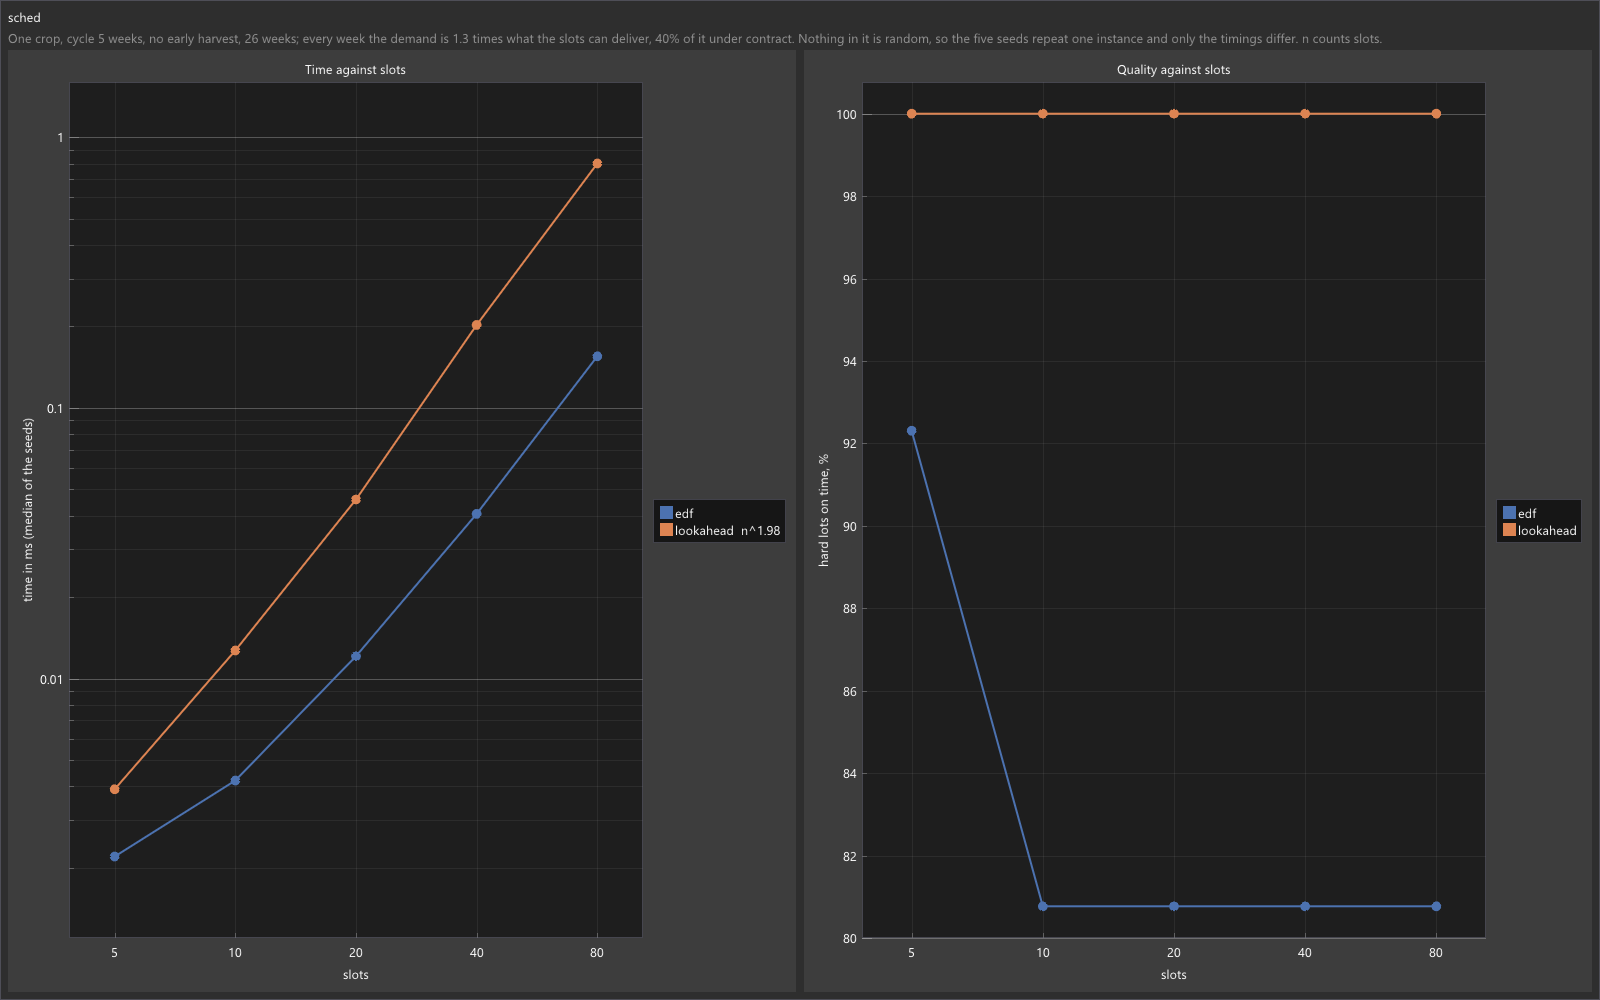 sched
One crop, cycle 5 weeks, no early harvest, 26 weeks; every week the demand is 1.3 times what the slots can deliver, 40% of it under contract. Nothing in it is random, so the five seeds repeat one instance and only the timings differ. n counts slots.
Time against slots
time in ms (median of the seeds)
1
0.1
0.01
5 10 20 40 80
slots
edf
lookahead n^1.98
Quality against slots
hard lots on time, %
100
98
96
94
92
90
88
86
84
82
80
5 10 20 40 80
slots
edf
lookahead